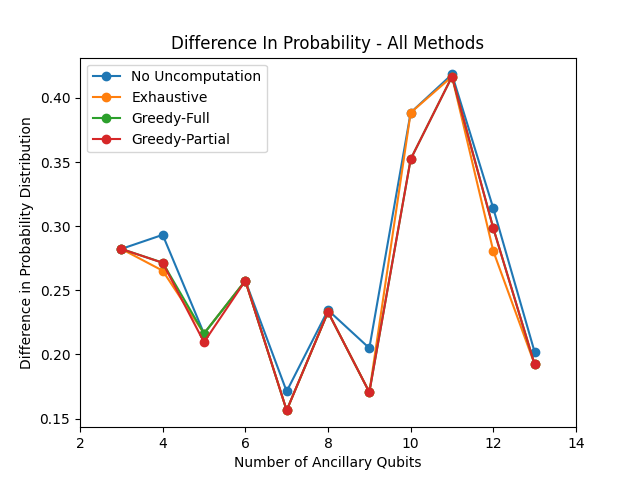 Difference In Probability - All Methods
No Uncomputation
Exhaustive
Greedy-Full
Greedy-Partial
Difference in Probability Distribution
0.40
0.35
0.30
0.25
0.20
0.15
2 4 6 8 10 12 14
Number of Ancillary Qubits